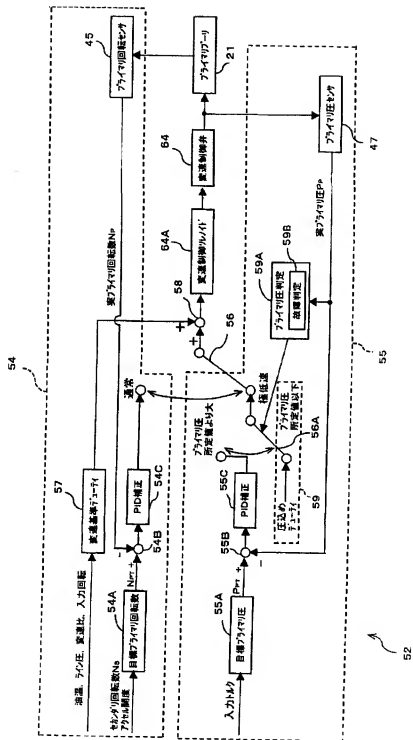 54
油温、ライン圧、変速比、入力回転
57
変速基準デューティ
実プライマリ回転数NP
45
プライマリ回転センサ
セカンダリ回転数Ns
アクセル開度
54A
目標プライマリ回転数
NPT
+
-
54B
PID補正
54C
通常
+
+
58
56
64A
変速制御ソレノイド
64
変速制御弁
プライマリプーリ
21
入力トルク
55A
目標プライマリ圧
PPT
+
-
55B
55C
PID補正
プライマリ圧
所定値より大
極低速
56A
プライマリ圧
所定値以下
圧込めデューティ
59
59A
プライマリ圧判定
59B
故障判定
実プライマリ圧PP
プライマリ圧センサ
47
55
52